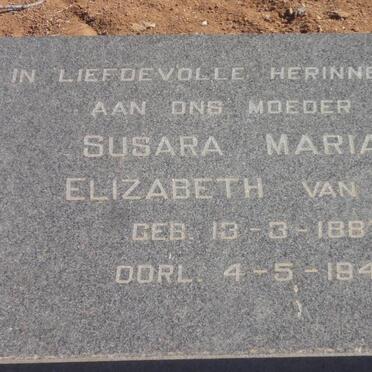 IN LIEFDEVOLLE HERINNE
AAN ONS MOEDER
SUSARA MARIA
ELIZABETH VAN
GEB. 13-3-188
OORL. 4-5-194